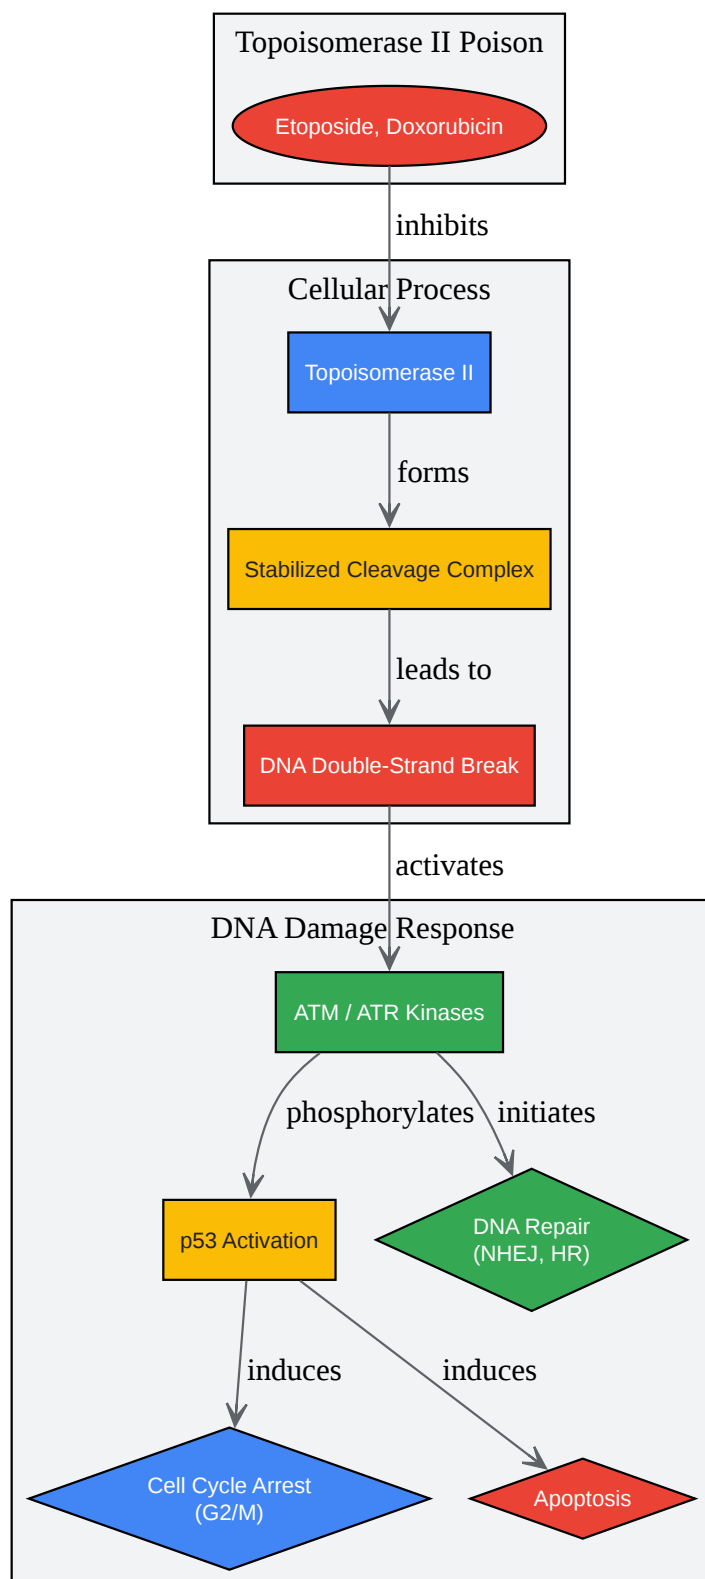 Topoisomerase II Poison
Etoposide, Doxorubicin
inhibits
Cellular Process
Topoisomerase II
forms
Stabilized Cleavage Complex
leads to
DNA Double-Strand Break
activates
DNA Damage Response
ATM / ATR Kinases
phosphorylates
initiates
p53 Activation
DNA Repair
(NHEJ, HR)
induces
induces
Cell Cycle Arrest
(G2/M)
Apoptosis